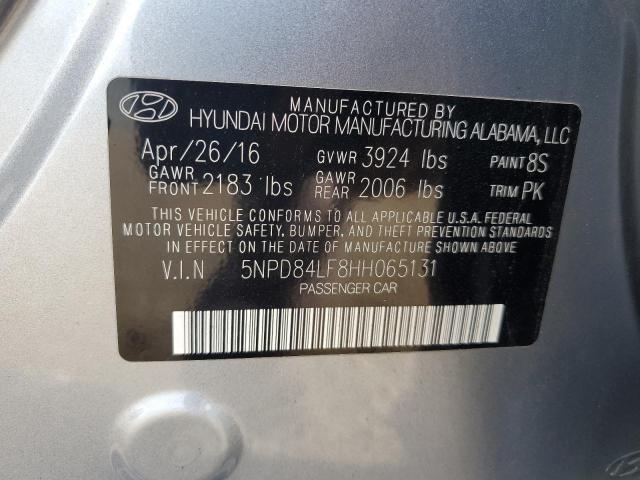 MANUFACTURED BY
HYUNDAI MOTOR MANUFACTURING ALABAMA, LLC
Apr/26/16 GVWR 3924 lbs PAINT 8S
GAWR FRONT 2183 lbs GAWR REAR 2006 lbs TRIM PK
THIS VEHICLE CONFORMS TO ALL APPLICABLE U.S.A. FEDERAL
MOTOR VEHICLE SAFETY, BUMPER, AND THEFT PREVENTION STANDARDS
IN EFFECT ON THE DATE OF MANUFACTURE SHOWN ABOVE.
V.I.N 5NPD84LF8HH065131
PASSENGER CAR